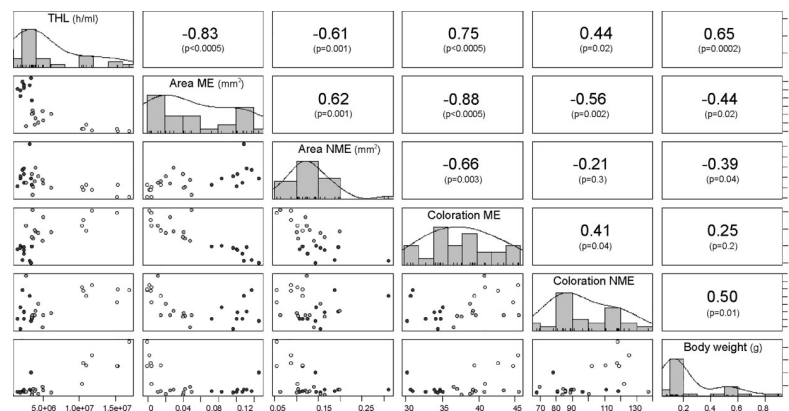 THL (h/ml)
-0.83
(p<0.0005)
-0.61
(p=0.001)
0.75
(p<0.0005)
0.44
(p=0.02)
0.65
(p=0.0002)
Area ME (mm²)
0.62
(p=0.001)
-0.88
(p<0.0005)
-0.56
(p=0.002)
-0.44
(p=0.02)
Area NME (mm²)
-0.66
(p=0.003)
-0.21
(p=0.3)
-0.39
(p=0.04)
Coloration ME
0.41
(p=0.04)
0.25
(p=0.2)
Coloration NME
0.50
(p=0.01)
Body weight (g)
5.0e+06 1.0e+07 1.5e+07 0 0.04 0.12 0.05 0.15 0.25 30 35 40 45 70 80 90 110 130 0.2 0.4 0.6 0.8